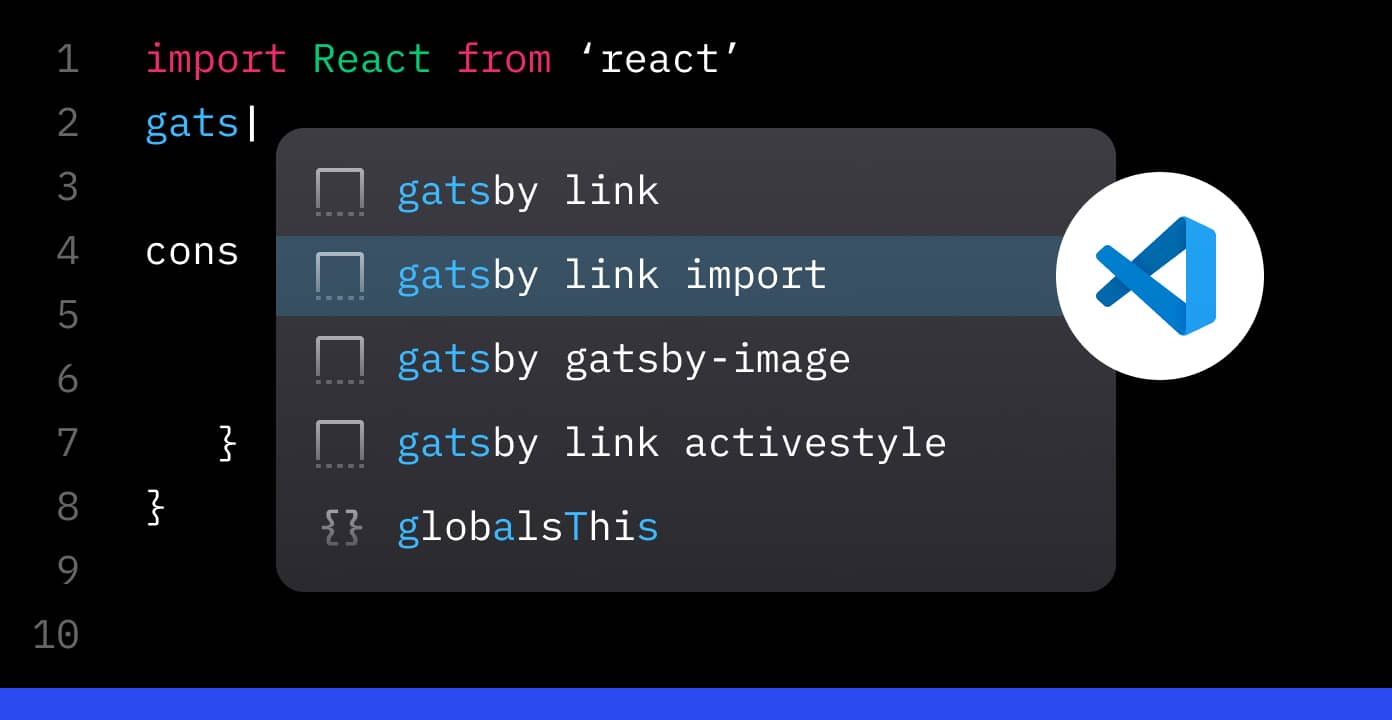 1 import React from ‘react’
2 gats|
gatsby link
3
4 cons
gatsby link import
5
gatsby gatsby-image
6
7 }
gatsby link activestyle
8 }
{} globalsThis
9
10